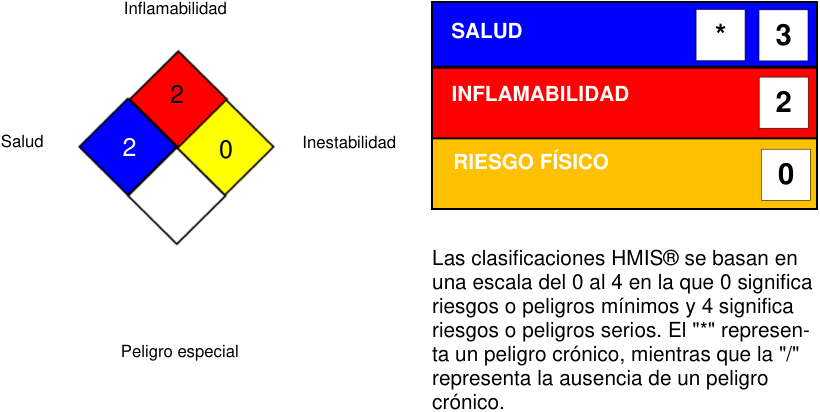 Inflamabilidad
2
Salud
2
0
Inestabilidad
Peligro especial
SALUD * 3
INFLAMABILIDAD 2
RIESGO FÍSICO 0
Las clasificaciones HMIS® se basan en
una escala del 0 al 4 en la que 0 significa
riesgos o peligros mínimos y 4 significa
riesgos o peligros serios. El "*" represen-
ta un peligro crónico, mientras que la "/"
representa la ausencia de un peligro
crónico.